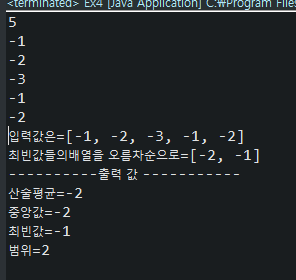 <terminated> Ex4 [Java Application] C:\Program Files
5
-1
-2
-3
-1
-2
입력값은=[-1, -2, -3, -1, -2]
최빈값들의배열을 오름차순으로=[-2, -1]
----------출력 값 -----------
산술평균=-2
중앙값=-2
최빈값=-1
범위=2